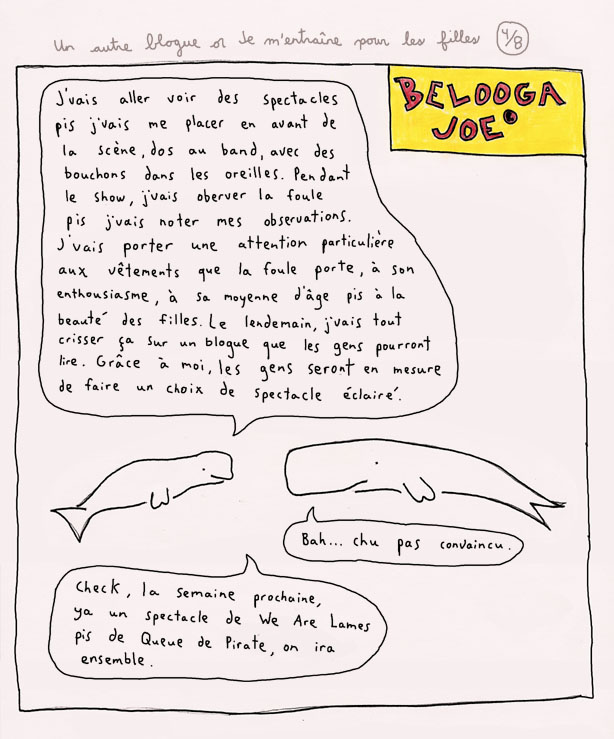 Un autre blogue or Je m'entraîne pour les filles 4/8
BELOOGA
JOE
J'vais aller voir des spectacles
pis j'vais me placer en avant de
la scène, dos au band, avec des
bouchons dans les oreilles. Pendant
le show, j'vais oberver la foule
pis j'vais noter mes observations.
J'vais porter une attention particulière
aux vêtements que la foule porte, à son
enthousiasme, à sa moyenne d'âge pis à la
beauté des filles. Le lendemain, j'vais tout
crisser ça sur un blogue que les gens pourront
lire. Grâce à moi, les gens seront en mesure
de faire un choix de spectacle éclairé.
Bah... chu pas convaincu.
Check, la semaine prochaine,
ya un spectacle de We Are Lames
pis de Queue de Pirate, on ira
ensemble.